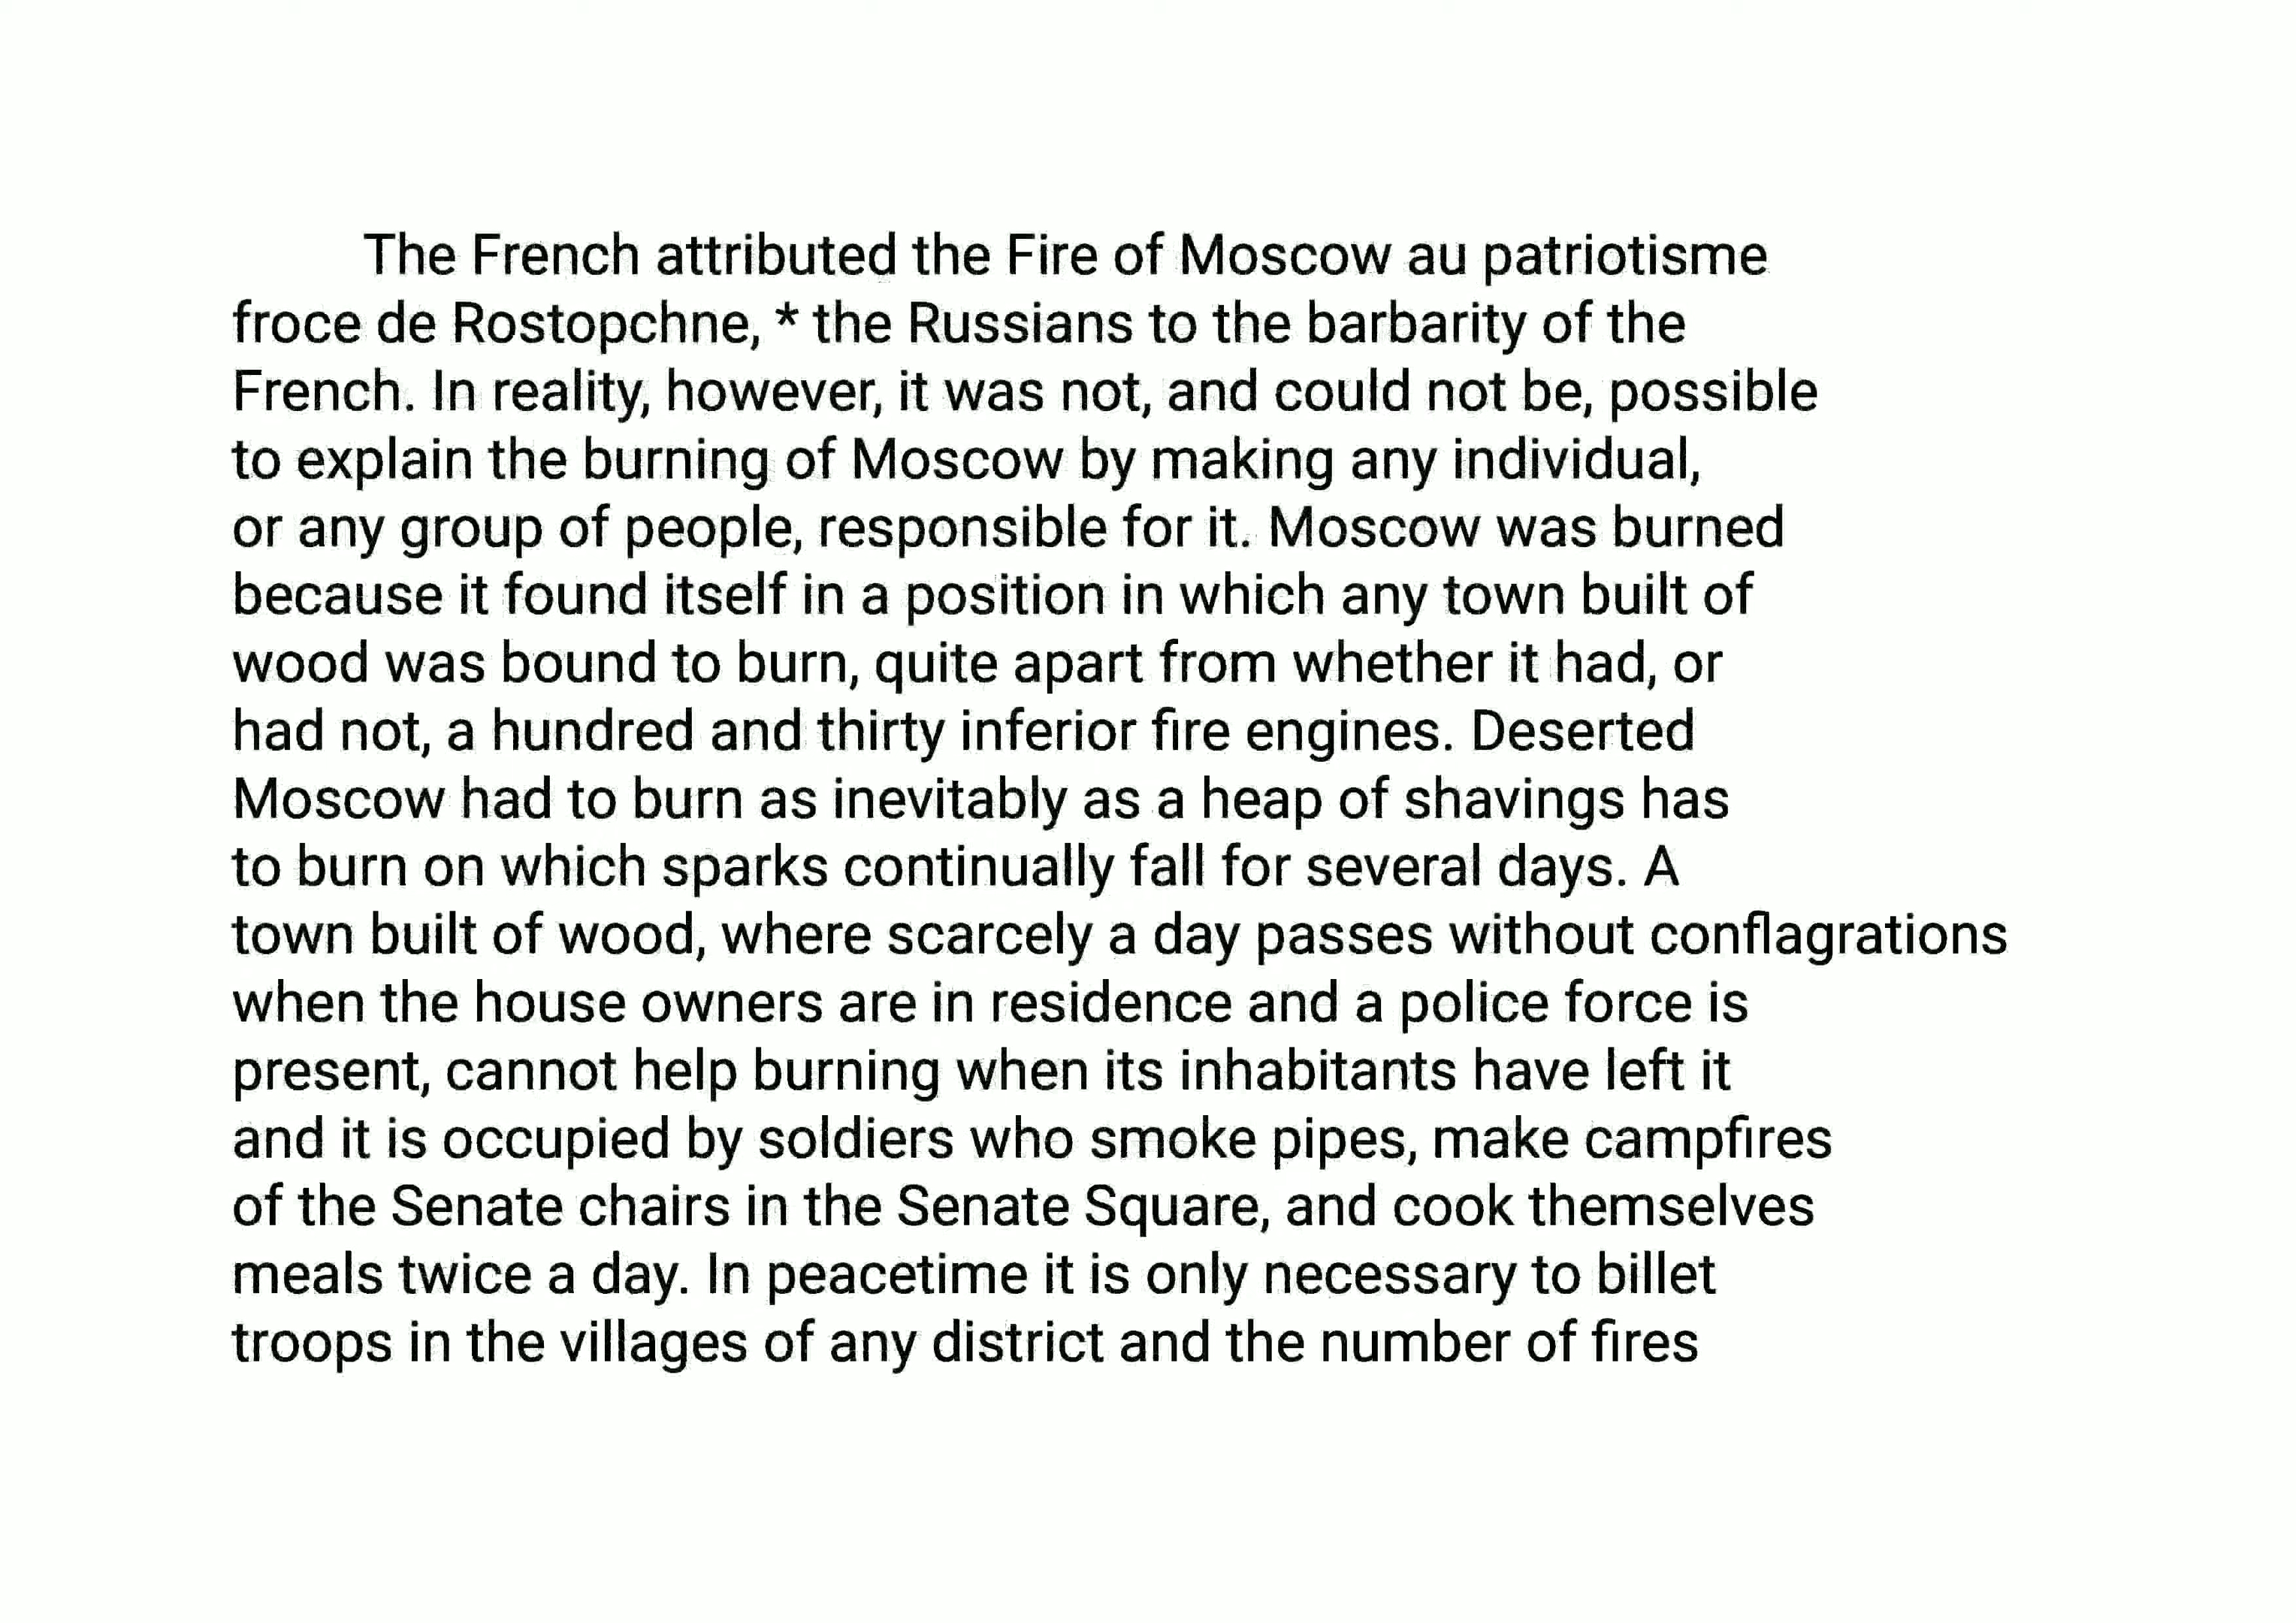 The French attributed the Fire of Moscow au patriotisme
froce de Rostopchne, * the Russians to the barbarity of the
French. In reality, however, it was not, and could not be, possible
to explain the burning of Moscow by making any individual,
or any group of people, responsible for it. Moscow was burned
because it found itself in a position in which any town built of
wood was bound to burn, quite apart from whether it had, or
had not, a hundred and thirty inferior fire engines. Deserted
Moscow had to burn as inevitably as a heap of shavings has
to burn on which sparks continually fall for several days. A
town built of wood, where scarcely a day passes without conflagrations
when the house owners are in residence and a police force is
present, cannot help burning when its inhabitants have left it
and it is occupied by soldiers who smoke pipes, make campfires
of the Senate chairs in the Senate Square, and cook themselves
meals twice a day. In peacetime it is only necessary to billet
troops in the villages of any district and the number of fires